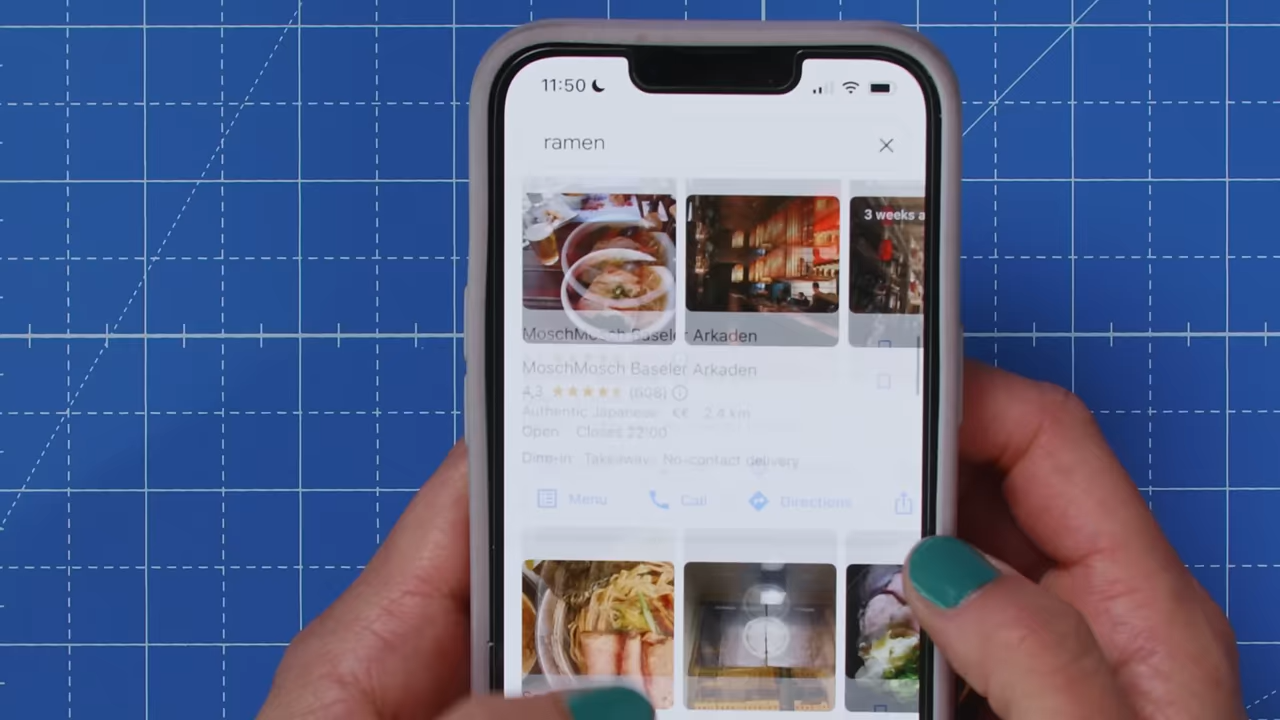 11:50
ramen
3 weeks a
MoschMosch Baseler Arkaden
MoschMosch Baseler Arkaden
4,3 (608)
Authentic Japanese €€ 2.4 km
Open Closes 22:00
Dine-in Takeaway No-contact delivery
Menu Call Directions